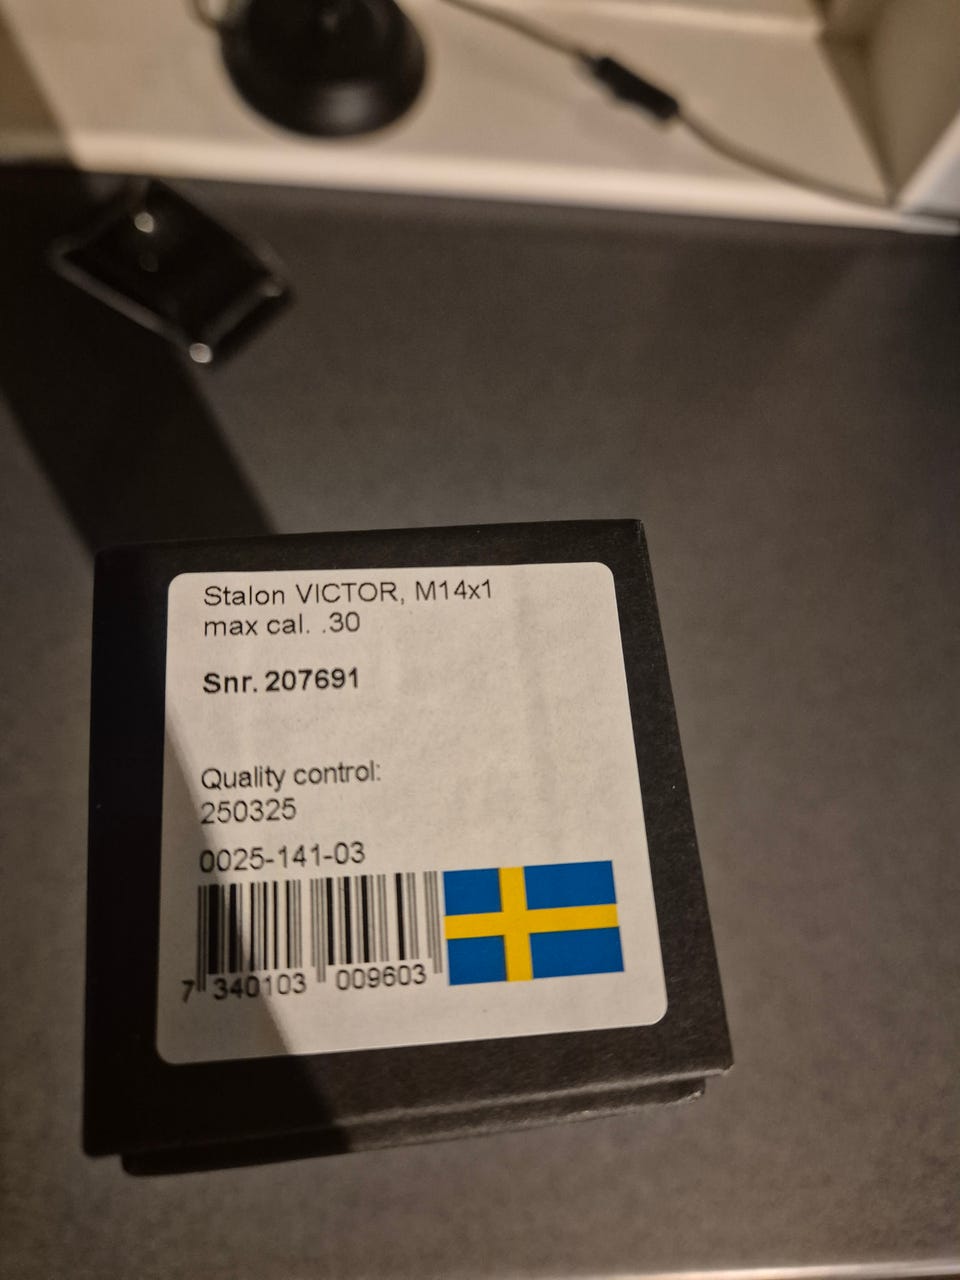 Stalon VICTOR, M14x1
max cal. .30
Snr. 207691
Quality control:
250325
0025-141-03
7 340103 009603